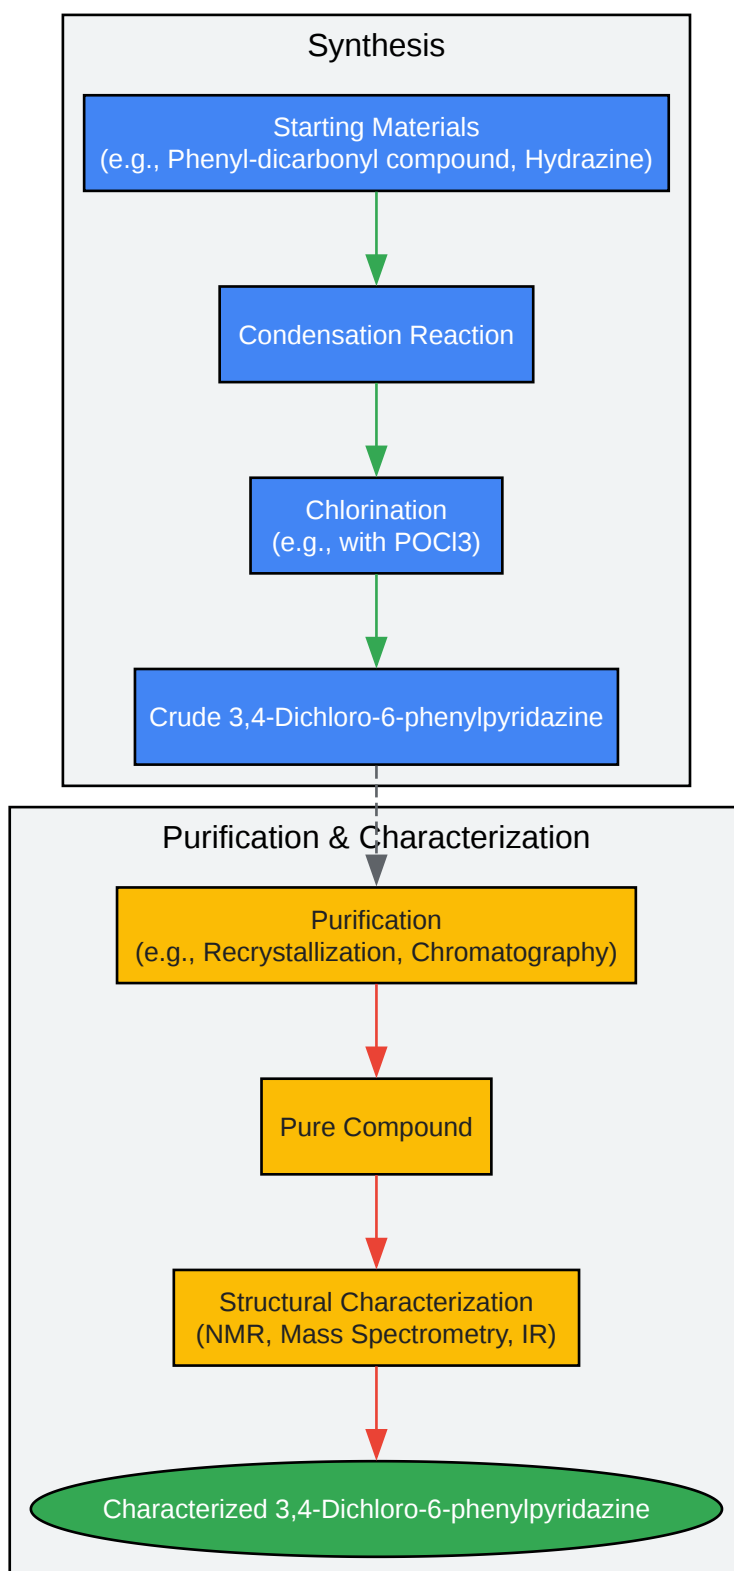 Synthesis
Starting Materials
(e.g., Phenyl-dicarbonyl compound, Hydrazine)
Condensation Reaction
Chlorination
(e.g., with POCl3)
Crude 3,4-Dichloro-6-phenylpyridazine
Purification & Characterization
Purification
(e.g., Recrystallization, Chromatography)
Pure Compound
Structural Characterization
(NMR, Mass Spectrometry, IR)
Characterized 3,4-Dichloro-6-phenylpyridazine